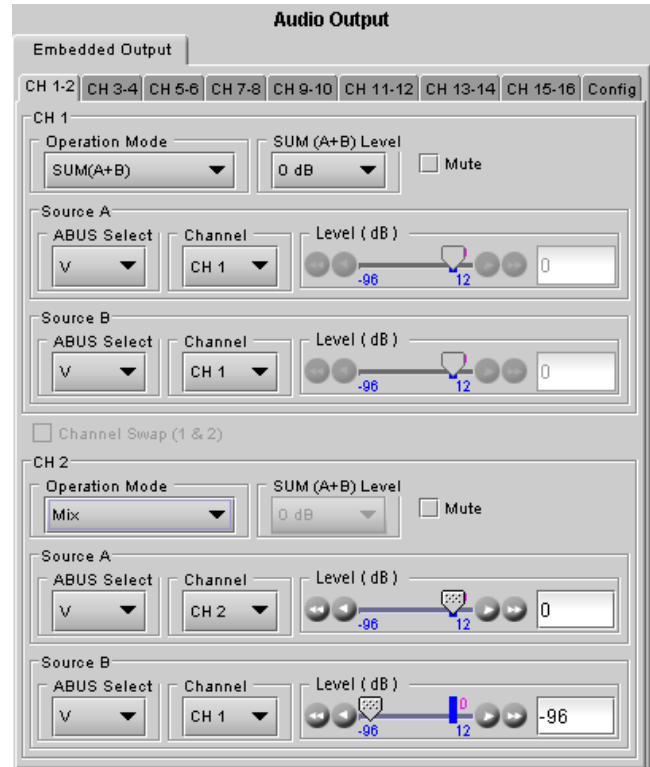 Audio Output
Embedded Output
CH 1-2 CH 3-4 CH 5-6 CH 7-8 CH 9-10 CH 11-12 CH 13-14 CH 15-16 Config
CH 1
Operation Mode SUM (A+B) Level
SUM(A+B) 0 dB Mute
Source A
ABUS Select Channel Level ( dB )
V CH 1 -96 12 0
Source B
ABUS Select Channel Level ( dB )
V CH 1 -96 12 0
Channel Swap (1 & 2)
CH 2
Operation Mode SUM (A+B) Level
Mix 0 dB Mute
Source A
ABUS Select Channel Level ( dB )
V CH 2 -96 12 0
Source B
ABUS Select Channel Level ( dB )
V CH 1 -96 0 12 -96